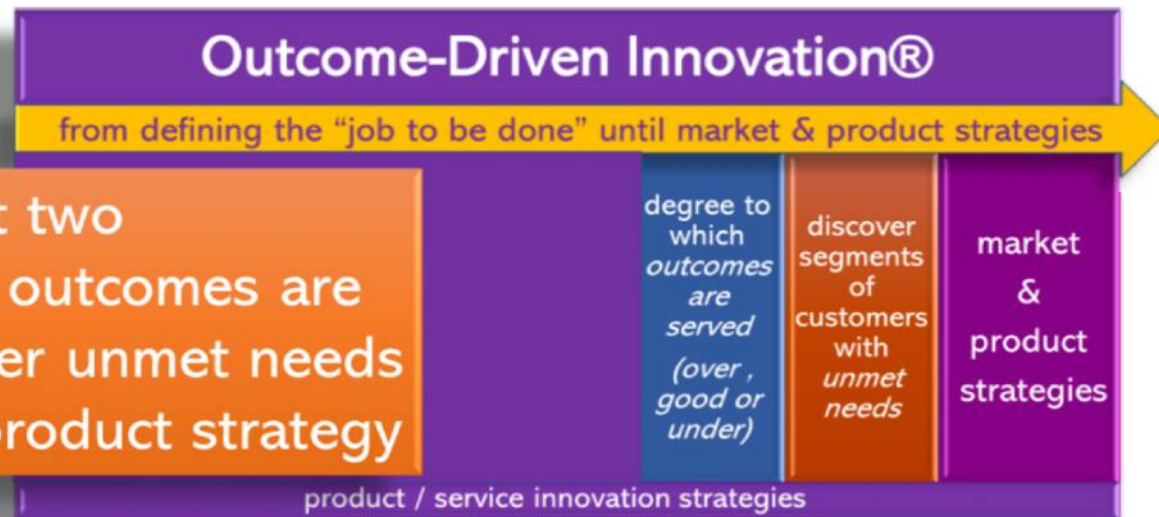 Outcome-Driven Innovation®
from defining the “job to be done” until market & product strategies
two
outcomes are
unmet needs
product strategy
degree to
which
outcomes
are
served
(over ,
good or
under)
discover
segments
of
customers
with
unmet
needs
market
&
product
strategies
product / service innovation strategies